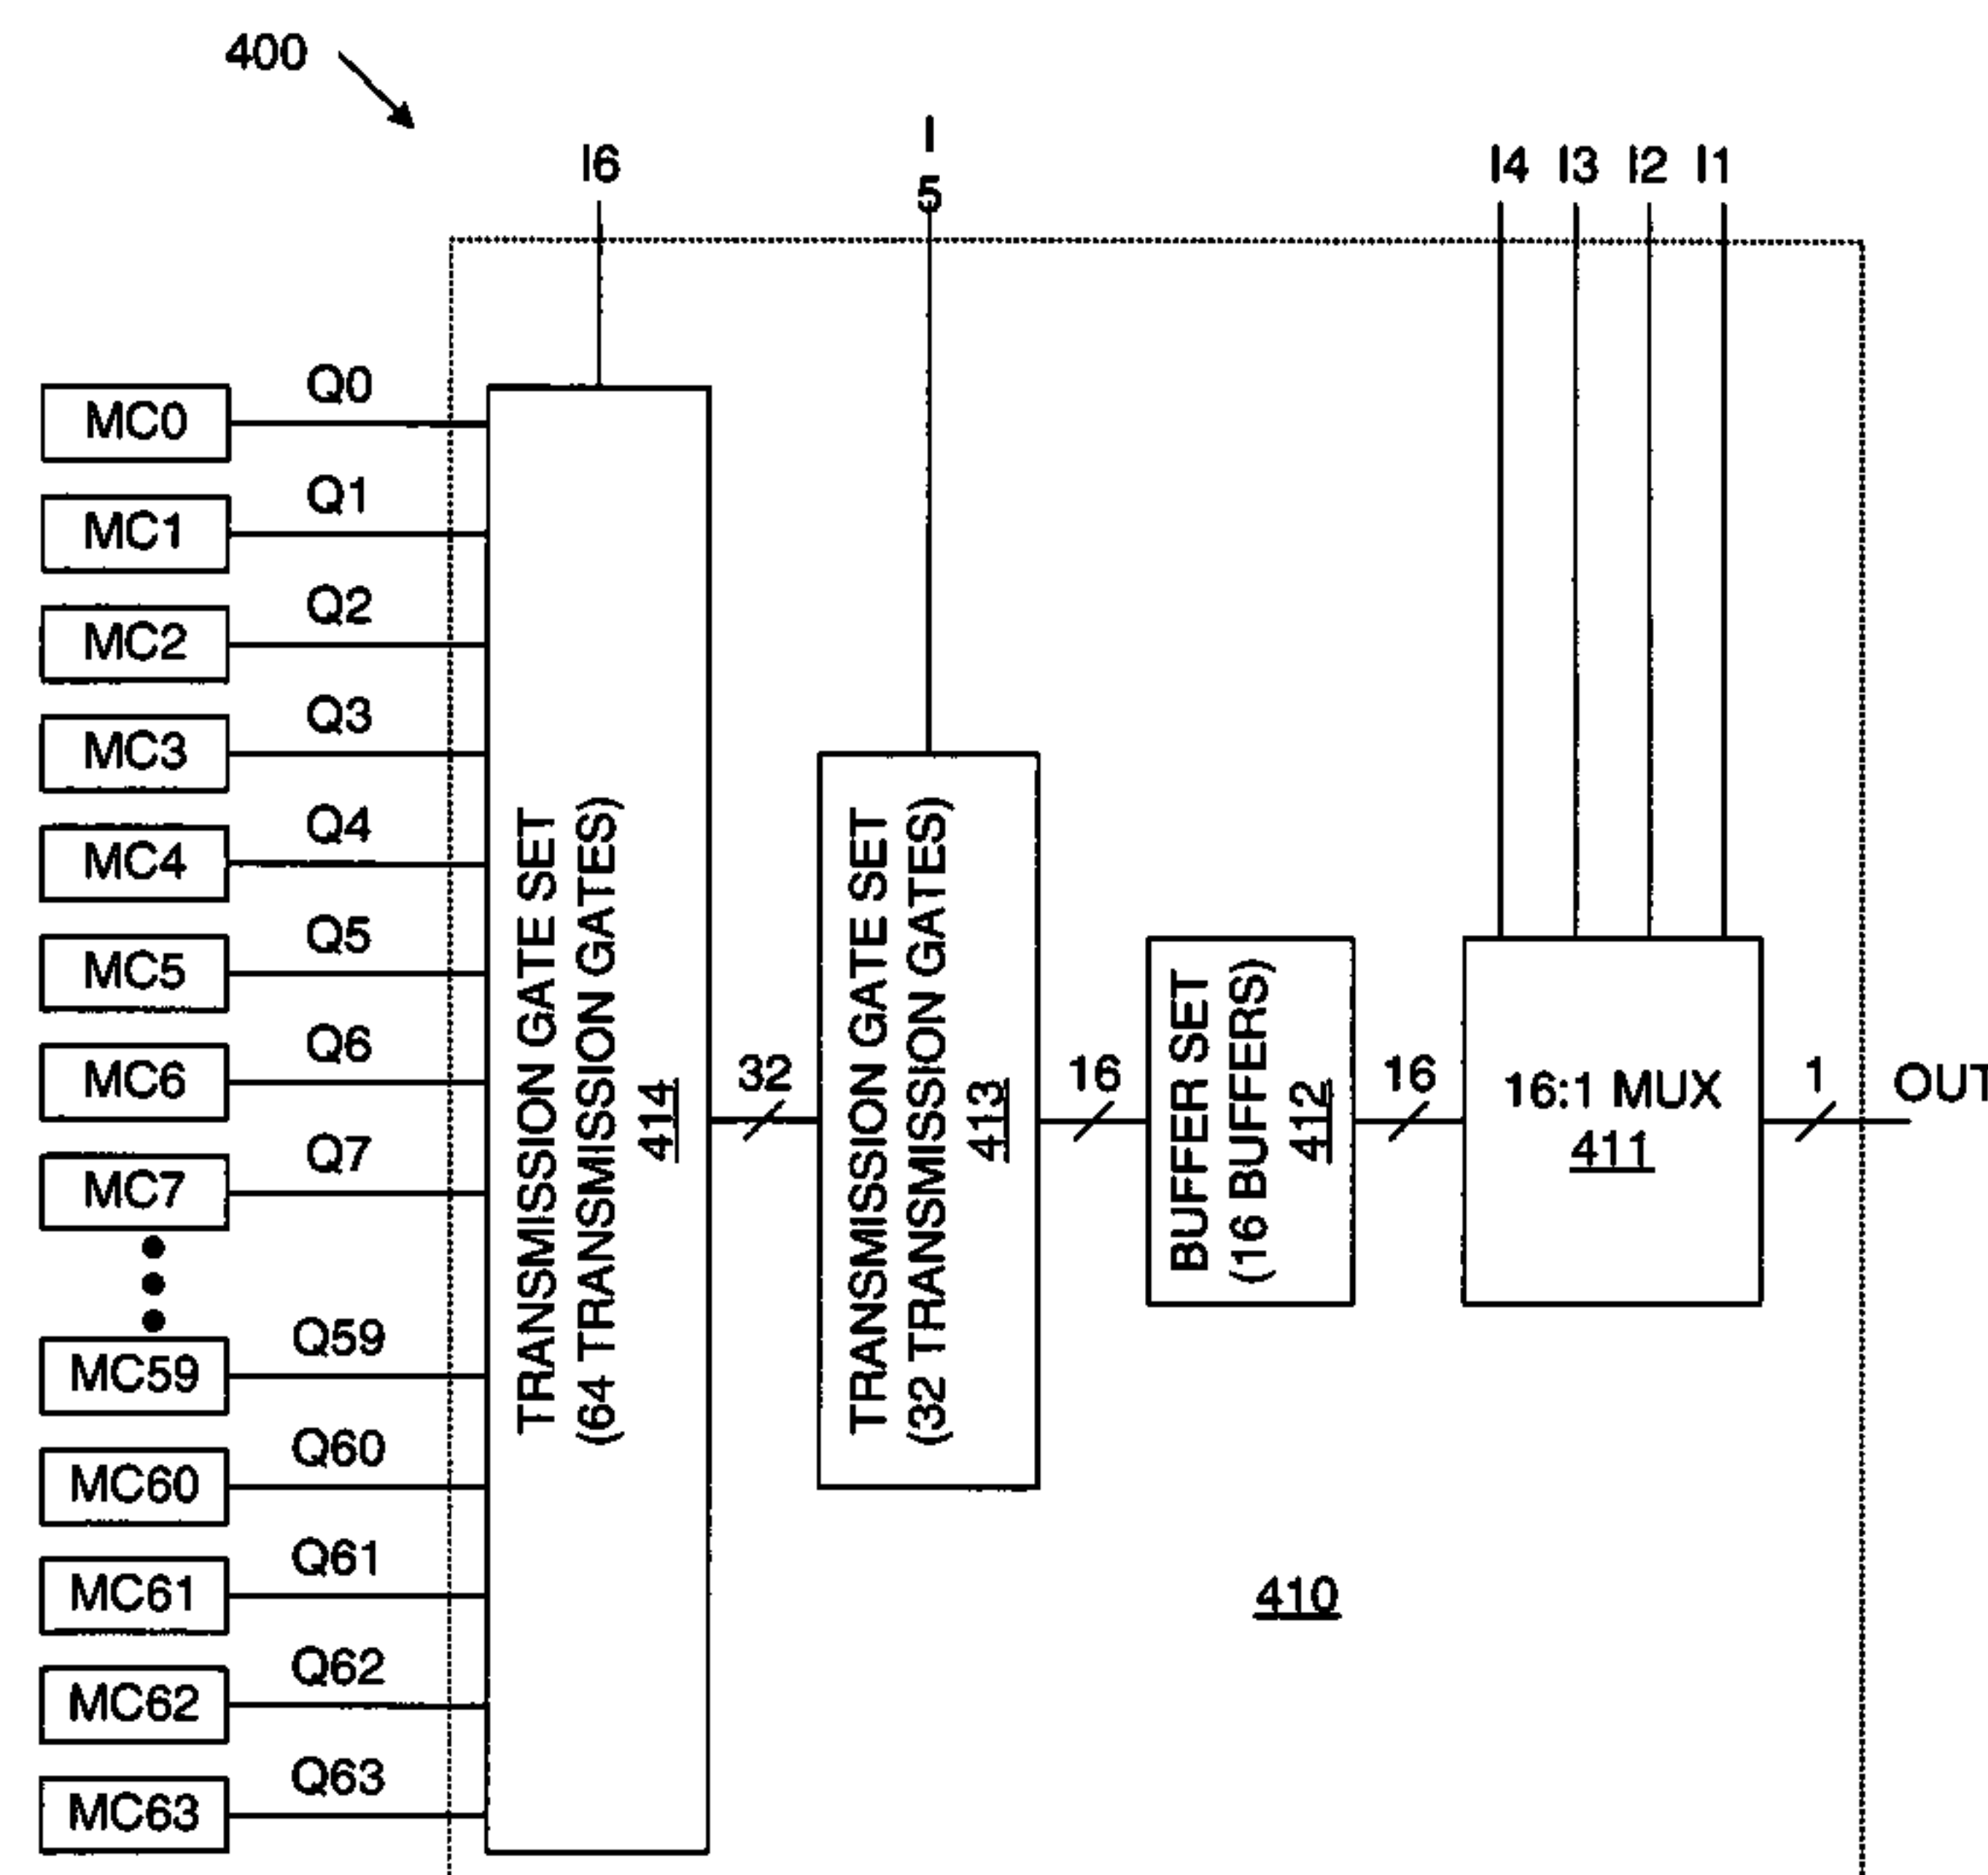 400
I6
I
5
I4 I3 I2 I1
MC0 Q0
MC1 Q1
MC2 Q2
MC3 Q3
MC4 Q4
MC5 Q5
MC6 Q6
MC7 Q7
MC59 Q59
MC60 Q60
MC61 Q61
MC62 Q62
MC63 Q63
TRANSMISSION GATE SET
(64 TRANSMISSION GATES)
414
32
TRANSMISSION GATE SET
(32 TRANSMISSION GATES)
413
16
BUFFER SET
(16 BUFFERS)
412
16
16:1 MUX
411
1
OUT
410